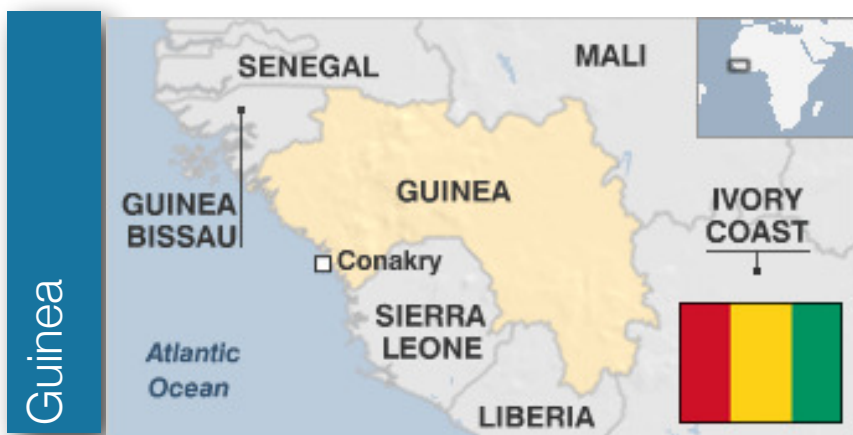 Guinea
SENEGAL
MALI
GUINEA
BISSAU
GUINEA
IVORY
COAST
Conakry
SIERRA
LEONE
Atlantic
Ocean
LIBERIA